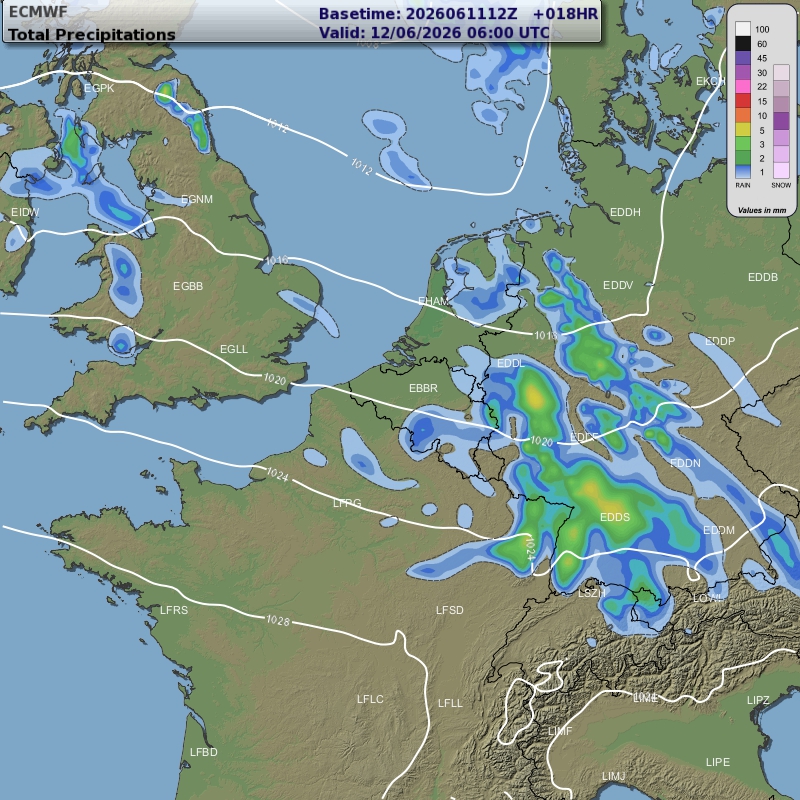 ECMWF
Total Precipitations
Basetime: 2026061112Z +018HR
Valid: 12/06/2026 06:00 UTC
100
60
45
30
22
15
10
5
3
2
1
RAIN SNOW
Values in mm
EGPK
EKCH
1012
1012
EGNM
EIDW
EDDH
1016
EDDB
EGBB
EDDV
EHAM
1016
EDDP
EGLL
EDDL
1020
EBBR
1020
EDDN
1024
LFPG
EDDS
EDDM
1024
LSZH
LFRS
LFSD
1028
LFLC
LFLL
LIML
LIPZ
LIMF
LFBD
LIPE
LIMJ